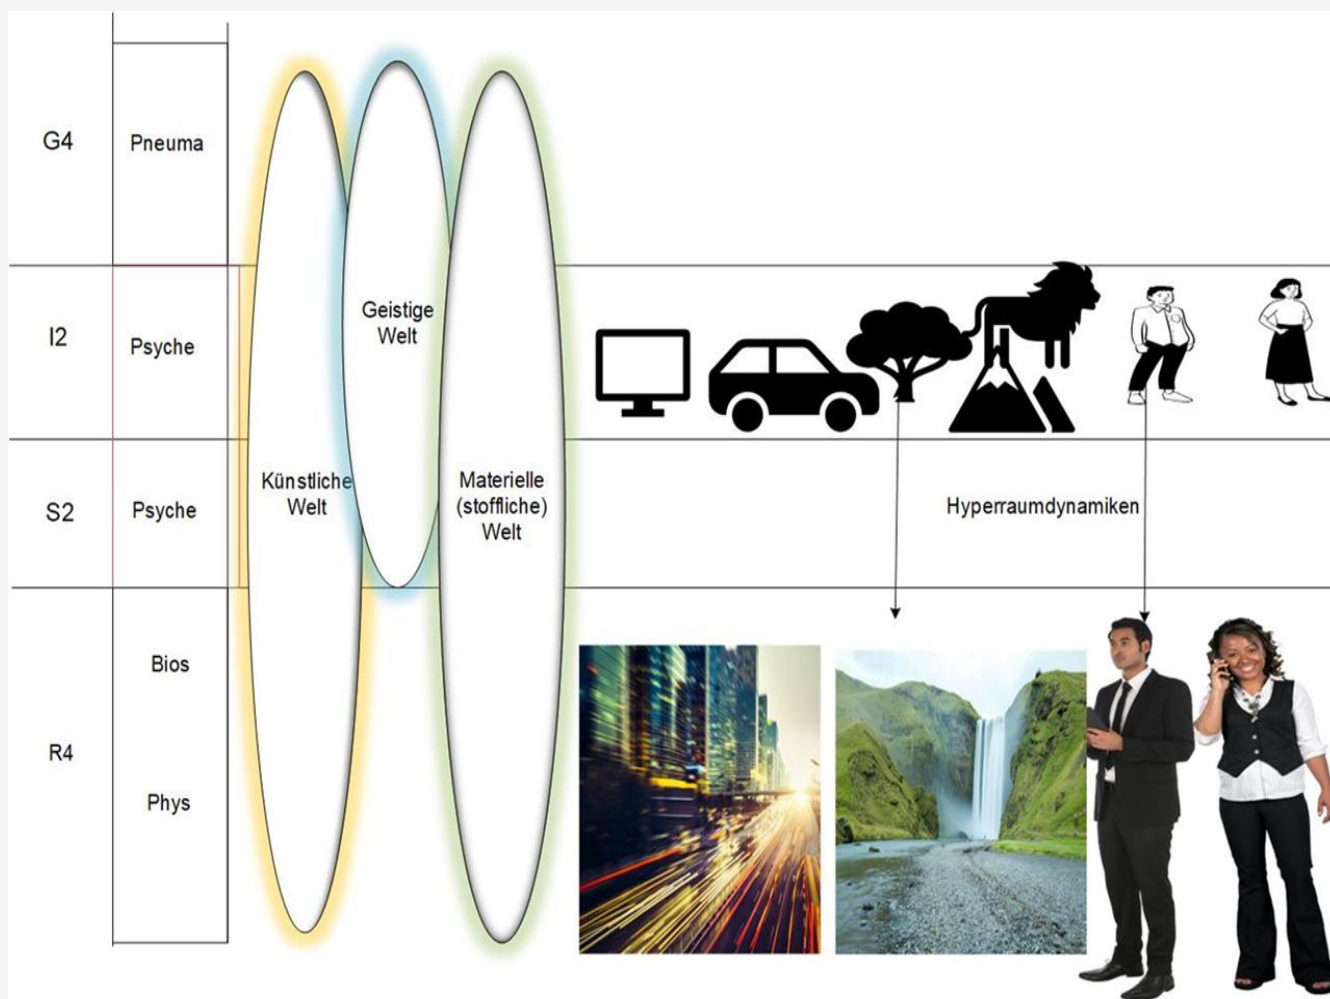 G4
Pneuma
I2
Psyche
Geistige
Welt
S2
Psyche
Künstliche
Welt
Materielle
(stoffliche)
Welt
Hyperraumdynamiken
R4
Bios
Phys